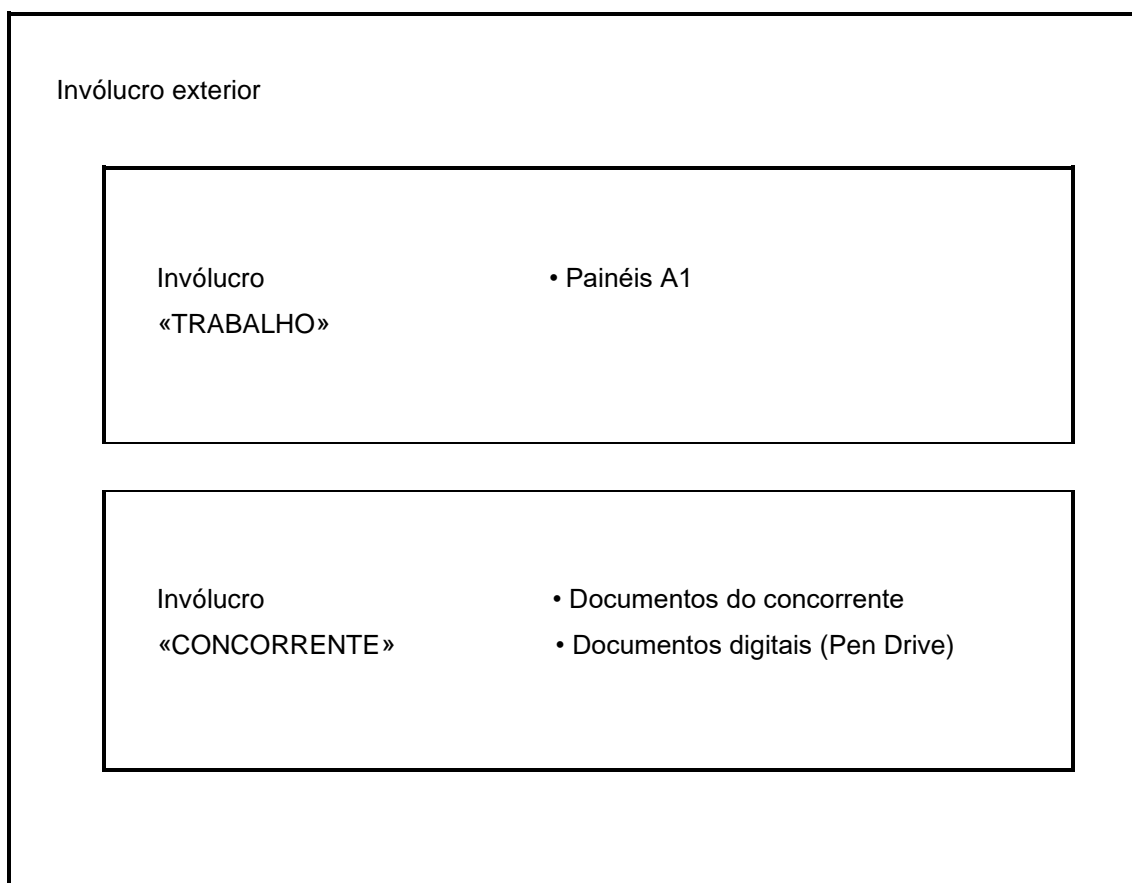 Invólucro exterior
Invólucro • Painéis A1
«TRABALHO»
Invólucro • Documentos do concorrente
«CONCORRENTE» • Documentos digitais (Pen Drive)